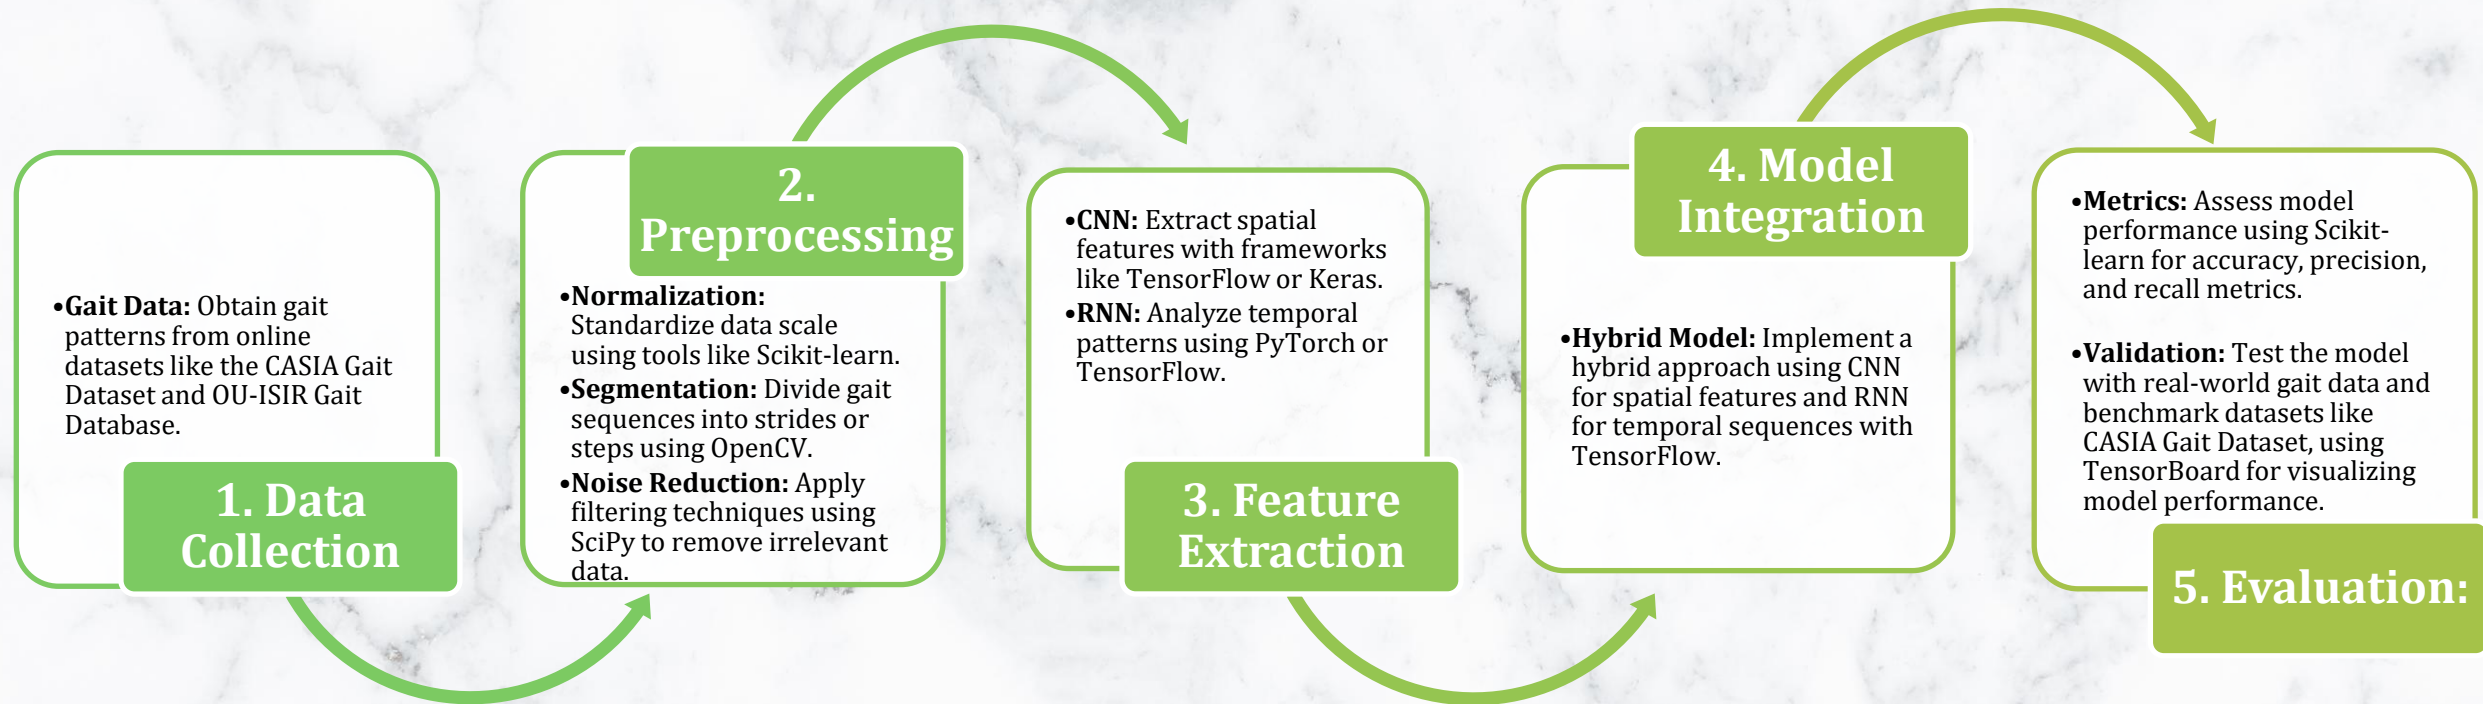 •Gait Data: Obtain gait
patterns from online
datasets like the CASIA Gait
Dataset and OU-ISIR Gait
Database.
1. Data
Collection
2.
Preprocessing
•Normalization:
Standardize data scale
using tools like Scikit-learn.
•Segmentation: Divide gait
sequences into strides or
steps using OpenCV.
•Noise Reduction: Apply
filtering techniques using
SciPy to remove irrelevant
data.
•CNN: Extract spatial
features with frameworks
like TensorFlow or Keras.
•RNN: Analyze temporal
patterns using PyTorch or
TensorFlow.
3. Feature
Extraction
4. Model
Integration
•Hybrid Model: Implement a
hybrid approach using CNN
for spatial features and RNN
for temporal sequences with
TensorFlow.
•Metrics: Assess model
performance using Scikit-
learn for accuracy, precision,
and recall metrics.
•Validation: Test the model
with real-world gait data and
benchmark datasets like
CASIA Gait Dataset, using
TensorBoard for visualizing
model performance.
5. Evaluation: